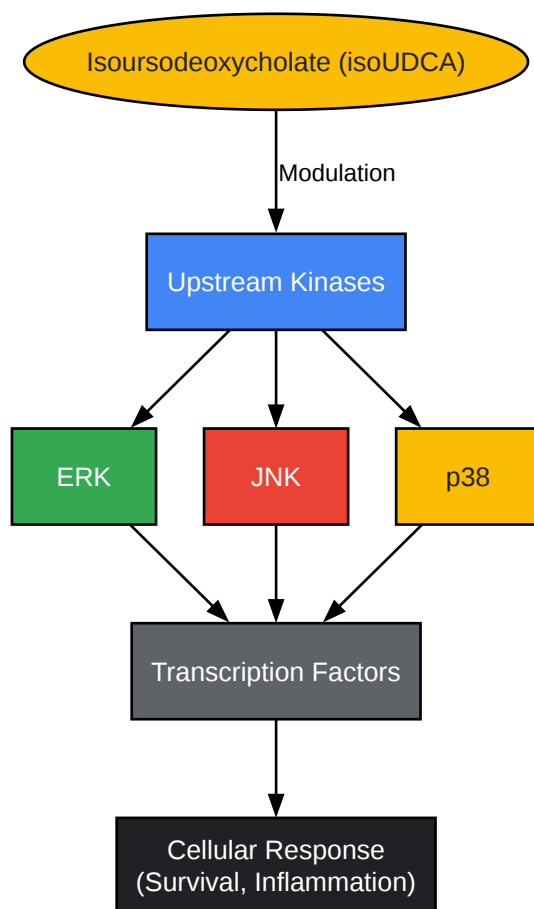 Isoursodeoxycholate (isoUDCA)
Modulation
Upstream Kinases
ERK
JNK
p38
Transcription Factors
Cellular Response
(Survival, Inflammation)